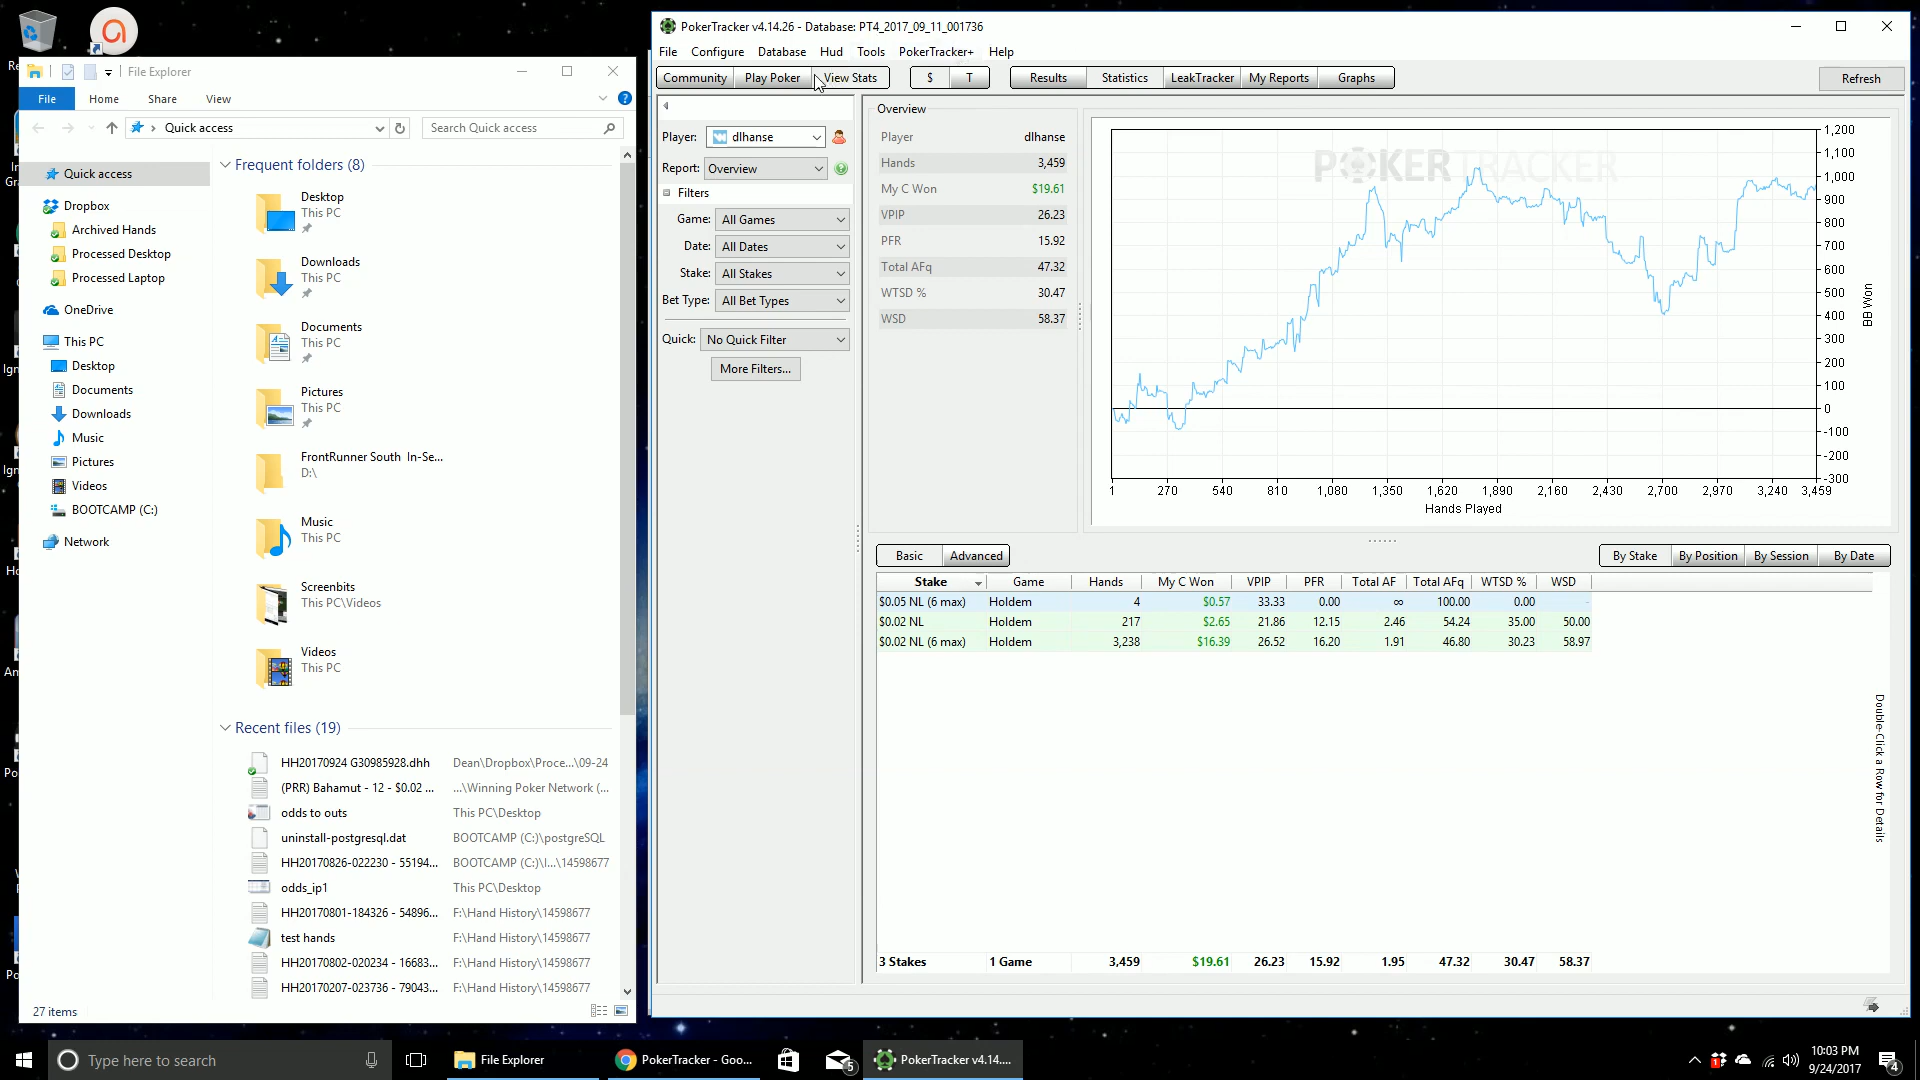 File Explorer
File
Home
Share
View
Quick access
Search Quick access
Quick access
Dropbox
Archived Hands
Processed Desktop
Processed Laptop
OneDrive
This PC
Desktop
Documents
Downloads
Music
Pictures
Videos
BOOTCAMP (C:)
Network
Frequent folders (8)
Desktop
This PC
Downloads
This PC
Documents
This PC
Pictures
This PC
FrontRunner South In-Se...
D:\
Music
This PC
Screenbits
This PC\Videos
Videos
This PC
Recent files (19)
HH20170924 G30985928.dhh Dean\Dropbox\Proce...\09-24
(PRR) Bahamut - 12 - $0.02 ... ...\Winning Poker Network (...
odds to outs This PC\Desktop
uninstall-postgresql.dat BOOTCAMP (C:)\postgreSQL
HH20170826-022230 - 55194... BOOTCAMP (C:)\I...\14598677
odds_ip1 This PC\Desktop
HH20170801-184326 - 54896... F:\Hand History\14598677
test hands F:\Hand History\14598677
HH20170802-020234 - 16683... F:\Hand History\14598677
HH20170207-023736 - 79043... F:\Hand History\14598677
27 items
PokerTracker v4.14.26 - Database: PT4_2017_09_11_001736
File Configure Database Hud Tools PokerTracker+ Help
Community Play Poker View Stats $ T Results Statistics LeakTracker My Reports Graphs Refresh
Player: dlhanse
Report: Overview
Filters
Game: All Games
Date: All Dates
Stake: All Stakes
Bet Type: All Bet Types
Quick: No Quick Filter
More Filters...
Overview
Player dlhanse
Hands 3,459
My C Won $19.61
VPIP 26.23
PFR 15.92
Total AFq 47.32
WTSD % 30.47
WSD 58.37
POKERTRACKER
1,200
1,100
1,000
900
800
700
600
500
400
300
200
100
0
-100
-200
-300
BB Won
1 270 540 810 1,080 1,350 1,620 1,890 2,160 2,430 2,700 2,970 3,240 3,459
Hands Played
Basic Advanced By Stake By Position By Session By Date
Stake Game Hands My C Won VPIP PFR Total AF Total AFq WTSD % WSD
$0.05 NL (6 max) Holdem 4 $0.57 33.33 0.00 ∞ 100.00 0.00 -
$0.02 NL Holdem 217 $2.65 21.86 12.15 2.46 54.24 35.00 50.00
$0.02 NL (6 max) Holdem 3,238 $16.39 26.52 16.20 1.91 46.80 30.23 58.97
Double-Click a Row for Details
3 Stakes 1 Game 3,459 $19.61 26.23 15.92 1.95 47.32 30.47 58.37
Type here to search
File Explorer
PokerTracker - Goo...
5
PokerTracker v4.14....
1
10:03 PM
9/24/2017
4